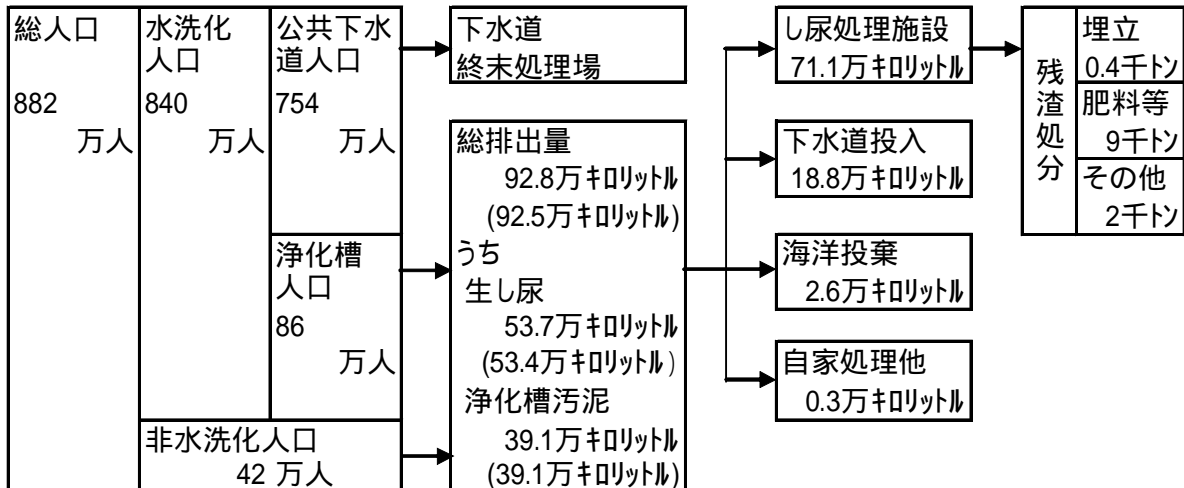 総人口
882
万人
水洗化
人口
840
万人
公共下水
道人口
754
万人
浄化槽
人口
86
万人
非水洗化人口
42 万人
下水道
終末処理場
総排出量
92.8万キロリットル
(92.5万キロリットル)
うち
生し尿
53.7万キロリットル
(53.4万キロリットル)
浄化槽汚泥
39.1万キロリットル
(39.1万キロリットル)
し尿処理施設
71.1万キロリットル
下水道投入
18.8万キロリットル
海洋投棄
2.6万キロリットル
自家処理他
0.3万キロリットル
残渣処分
埋立
0.4千トン
肥料等
9千トン
その他
2千トン